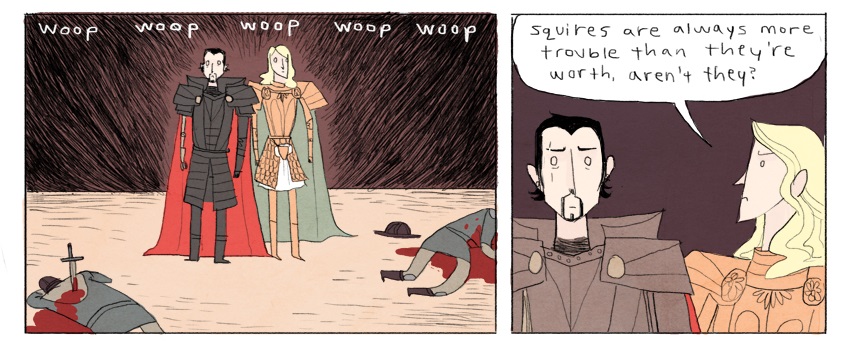 woop woop woop woop woop
squires are always more
trouble than they're
worth, aren't they?